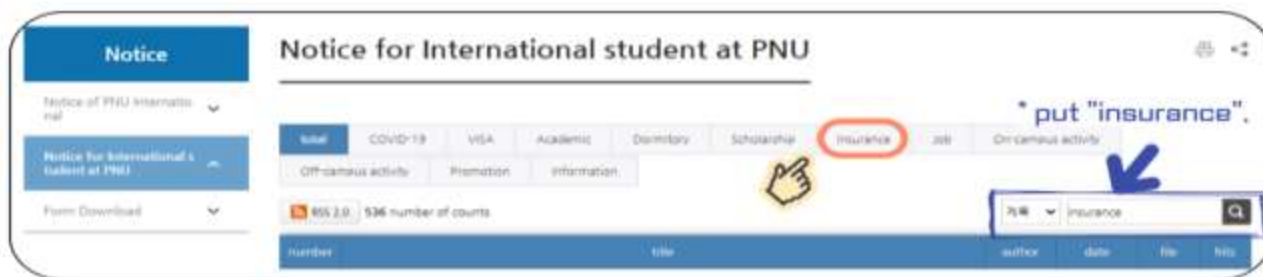 Notice
Notice for International student at PNU
Notice of PNU Internatio
nal
* put "insurance".
total COVID-19 VISA Academic Dormitory Scholarship Insurance Job On-campus activity
Notice for International s
tudent at PNU
Off-campus activity Promotion Information
Form Download
RSS 2.0 536 number of counts
제목 insurance
number title author date file hits